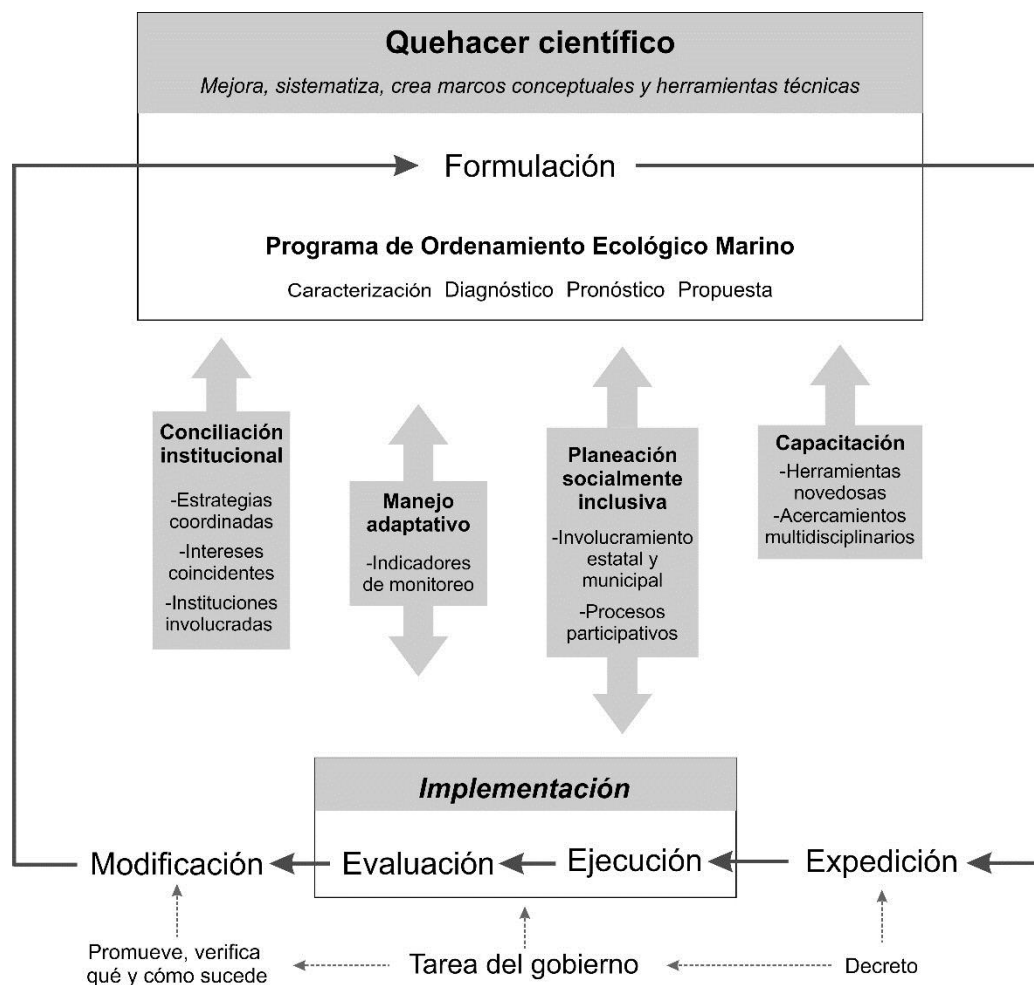 Quehacer científico
Mejora, sistematiza, crea marcos conceptuales y herramientas técnicas
Formulación
Programa de Ordenamiento Ecológico Marino
Caracterización Diagnóstico Pronóstico Propuesta
Conciliación
institucional
-Estrategias
coordinadas
-Intereses
coincidentes
-Instituciones
involucradas
Manejo
adaptativo
-Indicadores
de monitoreo
Planeación
socialmente
inclusiva
-Involucramiento
estatal y
municipal
-Procesos
participativos
Capacitación
-Herramientas
novedosas
-Acercamientos
multidisciplinarios
Implementación
Modificación
Evaluación
Ejecución
Expedición
Promueve, verifica
qué y cómo sucede
Tarea del gobierno
Decreto